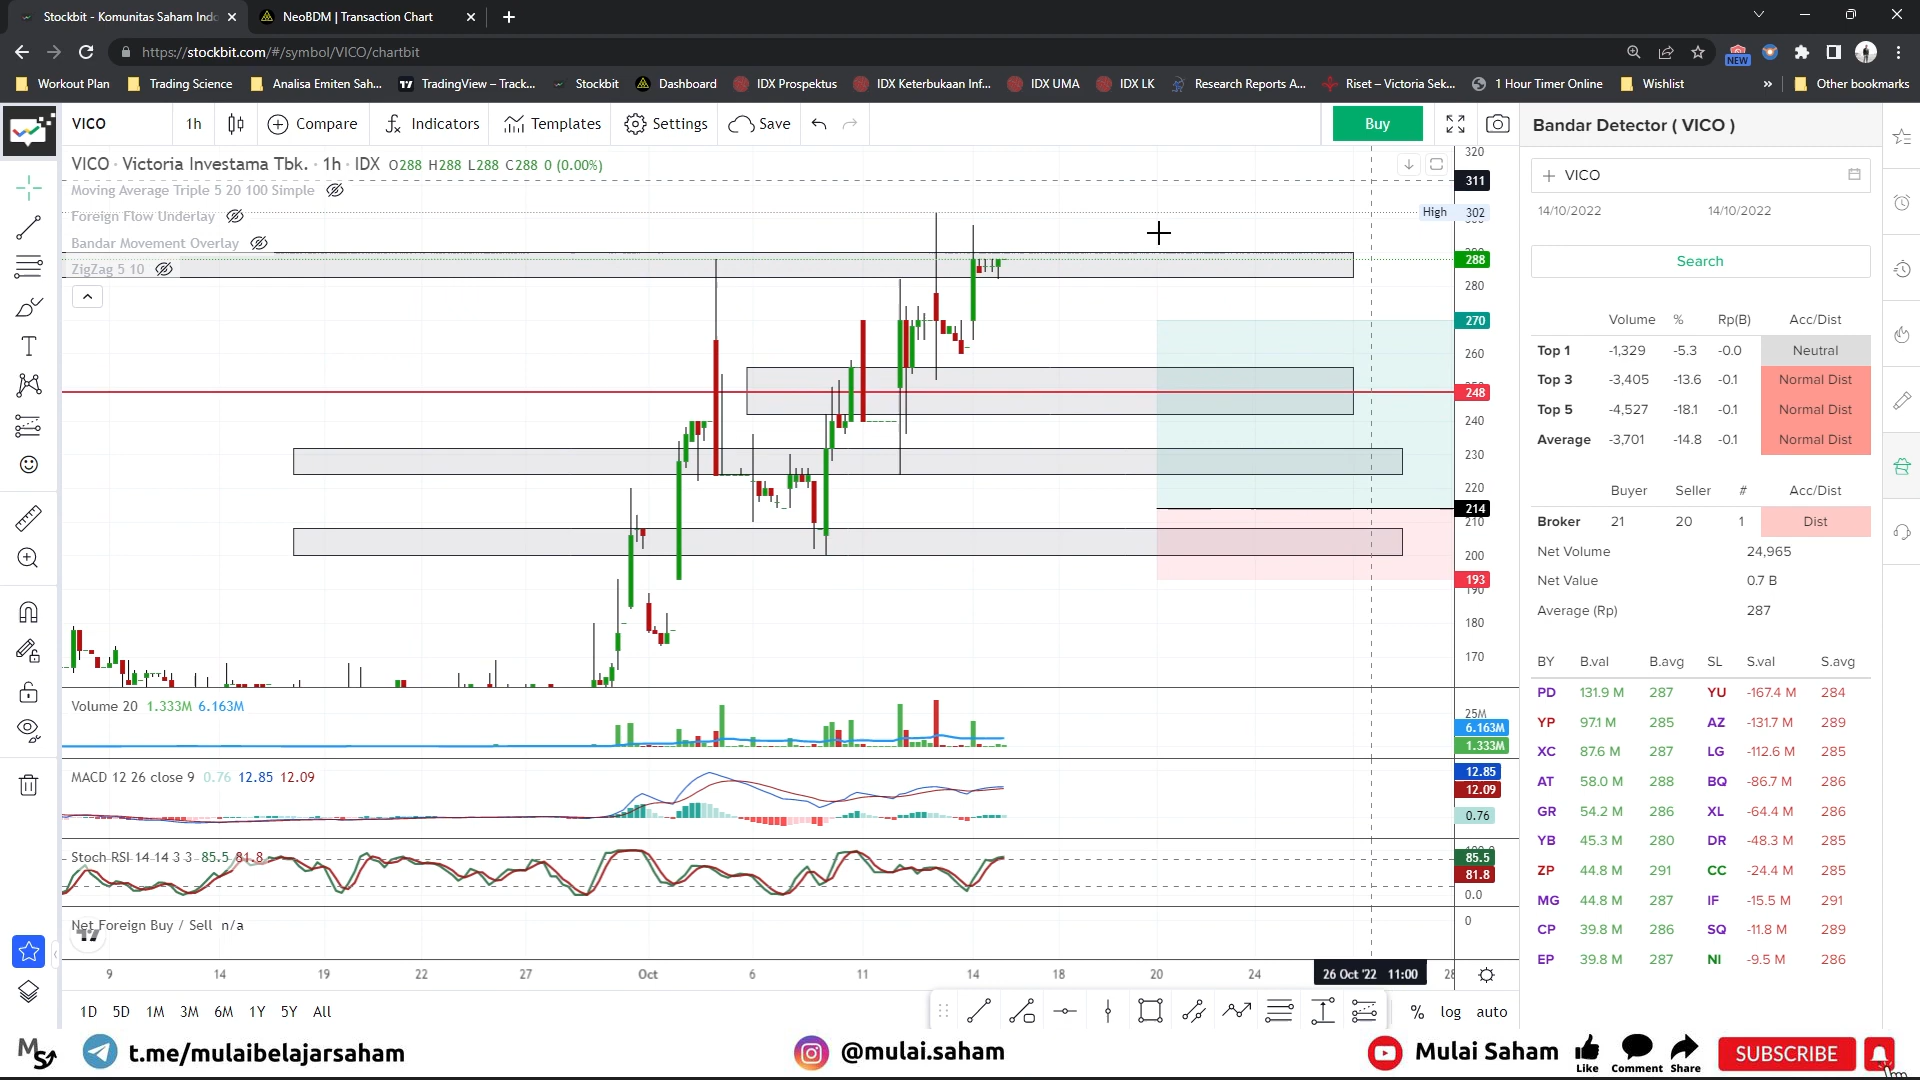 Stockbit - Komunitas Saham Indo
NeoBDM | Transaction Chart
https://stockbit.com/#/symbol/VICO/chartbit
NEW
Workout Plan
Trading Science
Analisa Emiten Sah...
TradingView – Track...
Stockbit
Dashboard
IDX Prospektus
IDX Keterbukaan Inf...
IDX UMA
IDX LK
Research Reports A...
Riset – Victoria Sek...
1 Hour Timer Online
Wishlist
»
Other bookmarks
VICO
1h
Compare
Indicators
Templates
Settings
Save
Buy
VICO · Victoria Investama Tbk. · 1h · IDX O288 H288 L288 C288 0 (0.00%)
Moving Average Triple 5 20 100 Simple
Foreign Flow Underlay
Bandar Movement Overlay
ZigZag 5 10
320
311
High 302
288
280
270
260
248
240
230
220
214
210
200
193
190
180
170
Volume 20 1.333M 6.163M
25M
6.163M
1.333M
MACD 12 26 close 9 0.76 12.85 12.09
12.85
12.09
0.76
Stoch RSI 14 14 3 3 85.5 81.8
85.5
81.8
0.0
Net Foreign Buy / Sell n/a
0
9 14 19 22 27 Oct 6 11 14 18 20 24 26 Oct '22 11:00 28
1D 5D 1M 3M 6M 1Y 5Y All
% log auto
Bandar Detector ( VICO )
VICO
14/10/2022 14/10/2022
Search
Volume % Rp(B) Acc/Dist
Top 1 -1,329 -5.3 -0.0 Neutral
Top 3 -3,405 -13.6 -0.1 Normal Dist
Top 5 -4,527 -18.1 -0.1 Normal Dist
Average -3,701 -14.8 -0.1 Normal Dist
Buyer Seller # Acc/Dist
Broker 21 20 1 Dist
Net Volume 24,965
Net Value 0.7 B
Average (Rp) 287
BY B.val B.avg SL S.val S.avg
PD 131.9 M 287 YU -167.4 M 284
YP 97.1 M 285 AZ -131.7 M 289
XC 87.6 M 287 LG -112.6 M 285
AT 58.0 M 288 BQ -86.7 M 286
GR 54.2 M 286 XL -64.4 M 286
YB 45.3 M 280 DR -48.3 M 285
ZP 44.8 M 291 CC -24.4 M 285
MG 44.8 M 287 IF -15.5 M 291
CP 39.8 M 286 SQ -11.8 M 289
EP 39.8 M 287 NI -9.5 M 286
t.me/mulaibelajarsaham
@mulai.saham
Mulai Saham
Like
Comment
Share
SUBSCRIBE